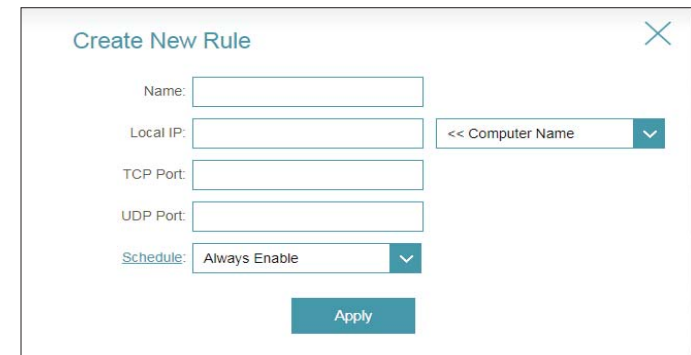 Create New Rule
Name:
Local IP: << Computer Name
TCP Port:
UDP Port:
Schedule: Always Enable
Apply